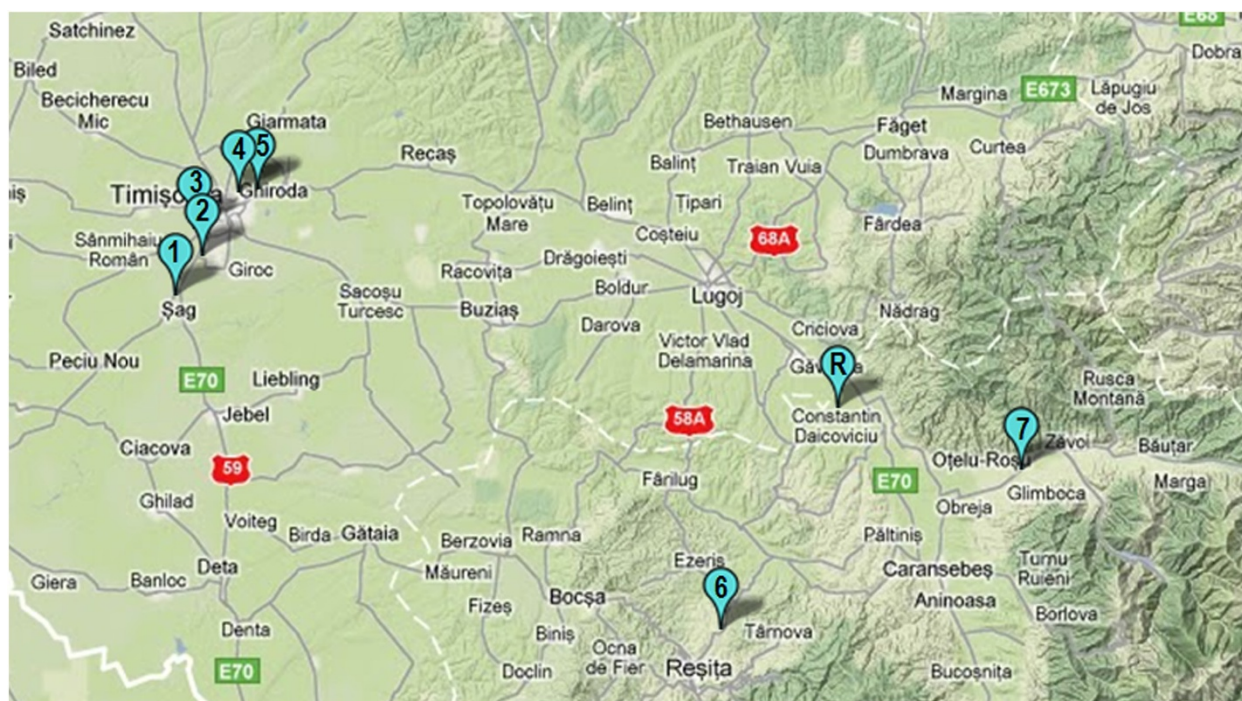 Satchinez
E68
Dobra
Biled
Becicherecu
Mic
Margina
E673
Lăpugiu
de Jos
Giarmata
Bethausen
Făget
4
5
Recaș
Balinț
Traian Vuia
Dumbrava
Curtea
3
Timișo
a
Ghiroda
Topolovățu
Mare
Belinț
Tipari
2
Fârdea
Sânmihaiu
Român
Coșteiu
68A
1
Giroc
Racovița
Drăgoiești
Boldur
Lugoj
Șag
Sacoșu
Turcesc
Buziaș
Darova
Criciova
Nădrag
Peciu Nou
Victor Vlad
Delamarina
R
E70
Liebling
Rusca
Montană
Jebel
58A
Constantin
Daicoviciu
7
Ciacova
Zăvoi
Băuțar
59
Oțelu-Roșu
Fârlug
E70
Glimboca
Marga
Ghilad
Obreja
Voiteg
Birda
Gătaia
Berzovia
Ramna
Păltiniș
Ezeriș
Turnu
Ruieni
Giera
Banloc
Deta
Măureni
Caransebeș
6
Fizeș
Bocșa
Aninoasa
Borlova
Denta
Biniș
Târnova
Ocna
de Fier
E70
Doclin
Reșița
Bucoșnița